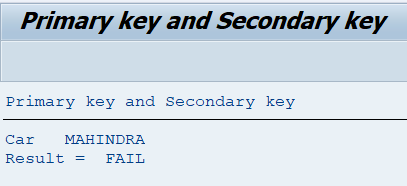 Primary key and Secondary key
Primary key and Secondary key
Car MAHINDRA
Result = FAIL